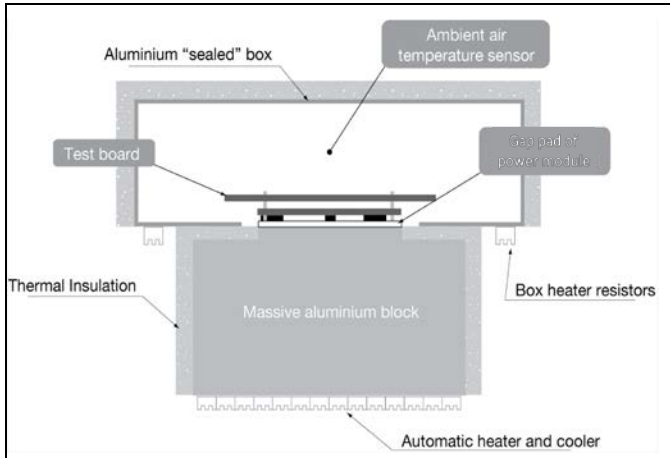 Ambient air
temperature sensor
Aluminium “sealed” box
Test board
Gap pad of
power module
Thermal Insulation
Box heater resistors
Massive aluminium block
Automatic heater and cooler